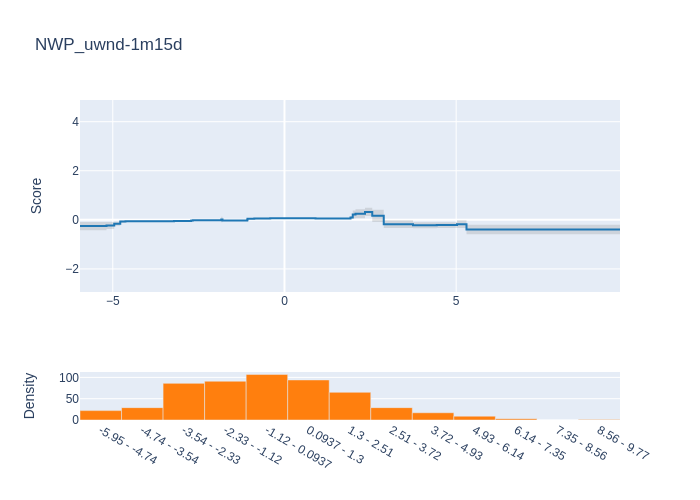 NWP_uwnd-1m15d
Score
4
2
0
−2
−5
0
5
Density
100
50
0
-5.95 - -4.74
-4.74 - -3.54
-3.54 - -2.33
-2.33 - -1.12
-1.12 - 0.0937
0.0937 - 1.3
1.3 - 2.51
2.51 - 3.72
3.72 - 4.93
4.93 - 6.14
6.14 - 7.35
7.35 - 8.56
8.56 - 9.77